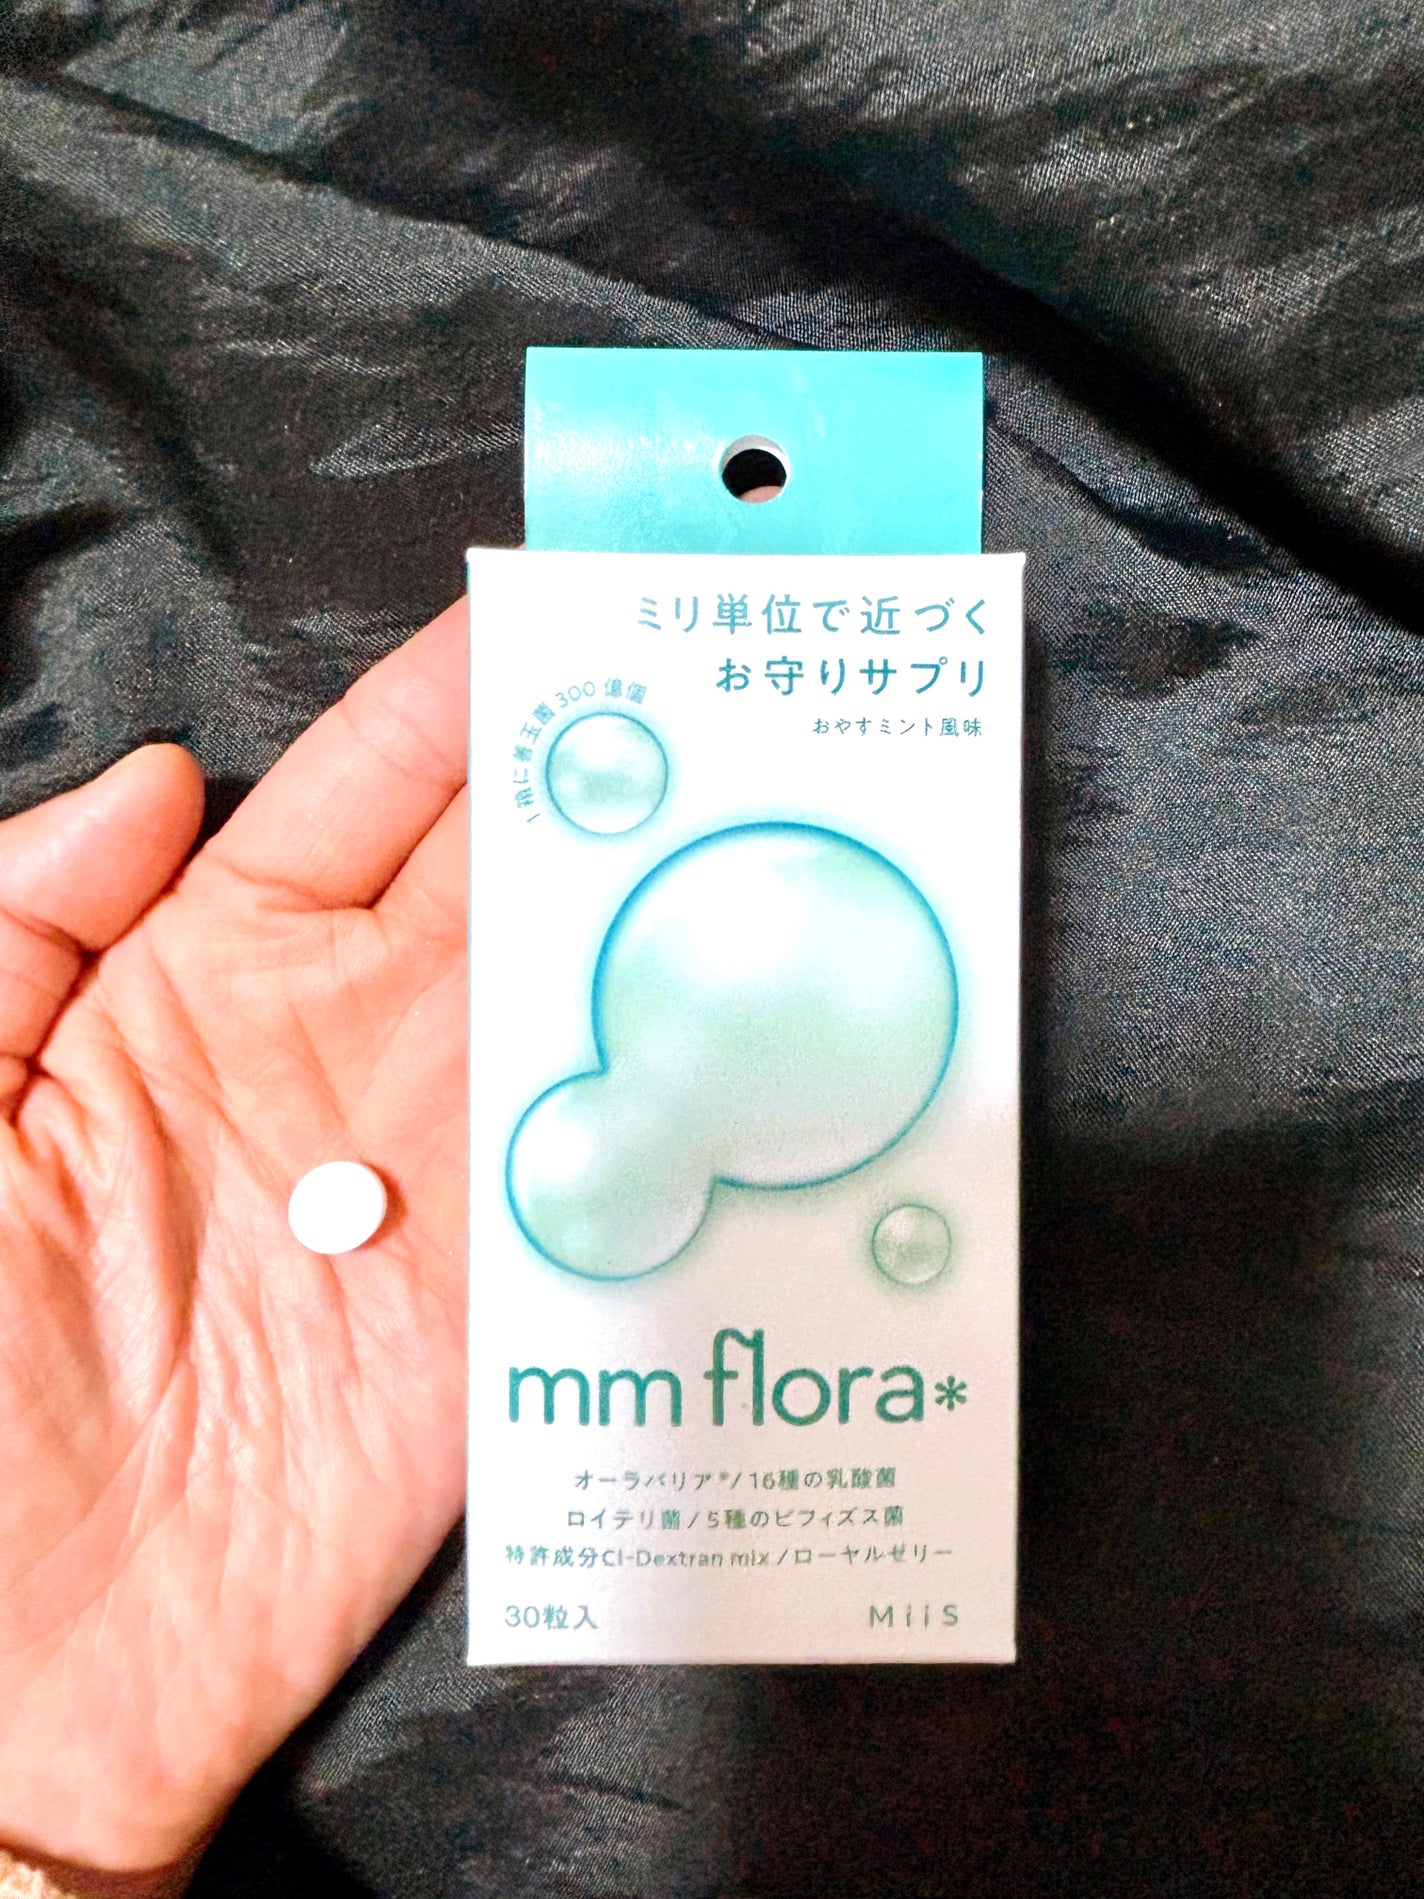 ミリ単位で近づく
お守りサプリ
おやすミント風味
1箱に善玉菌300億個
mm flora*
オーラバリア®/16種の乳酸菌
ロイテリ菌/5種のビフィズス菌
特許成分CI-Dextran mix/ローヤルゼリー
30粒入
MiiS